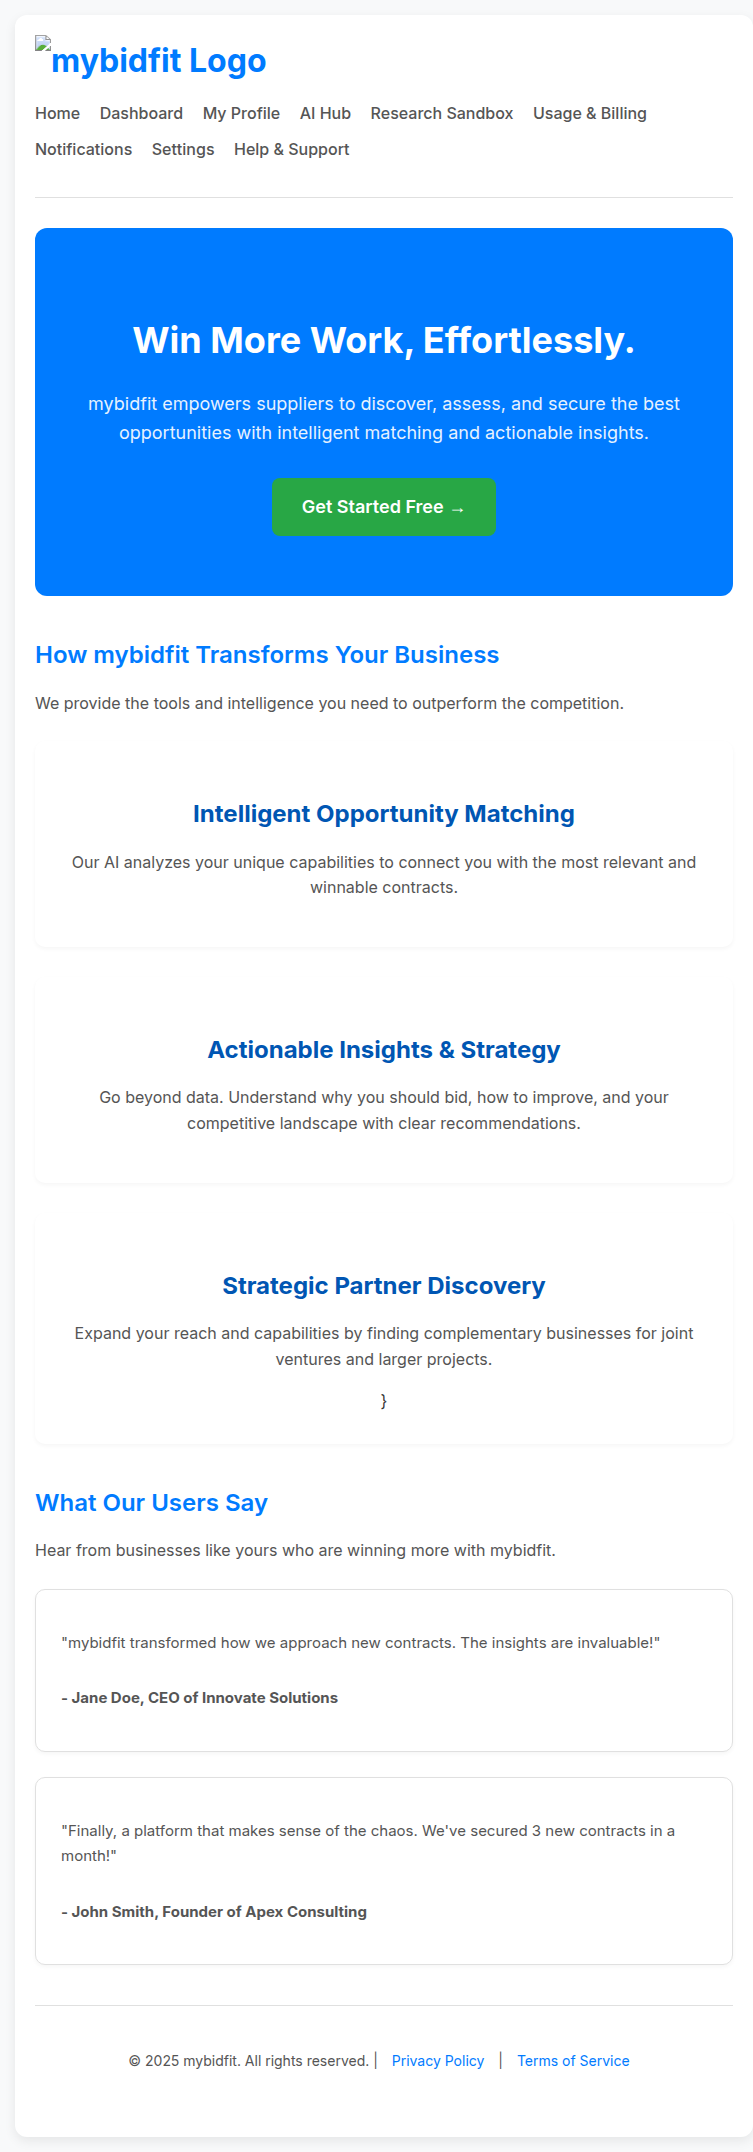 mybidfit Logo
Home Dashboard My Profile AI Hub Research Sandbox Usage & Billing
Notifications Settings Help & Support
Win More Work, Effortlessly.
mybidfit empowers suppliers to discover, assess, and secure the best
opportunities with intelligent matching and actionable insights.
Get Started Free →
How mybidfit Transforms Your Business
We provide the tools and intelligence you need to outperform the competition.
Intelligent Opportunity Matching
Our AI analyzes your unique capabilities to connect you with the most relevant and
winnable contracts.
Actionable Insights & Strategy
Go beyond data. Understand why you should bid, how to improve, and your
competitive landscape with clear recommendations.
Strategic Partner Discovery
Expand your reach and capabilities by finding complementary businesses for joint
ventures and larger projects.
}
What Our Users Say
Hear from businesses like yours who are winning more with mybidfit.
"mybidfit transformed how we approach new contracts. The insights are invaluable!"
- Jane Doe, CEO of Innovate Solutions
"Finally, a platform that makes sense of the chaos. We've secured 3 new contracts in a
month!"
- John Smith, Founder of Apex Consulting
© 2025 mybidfit. All rights reserved. | Privacy Policy | Terms of Service